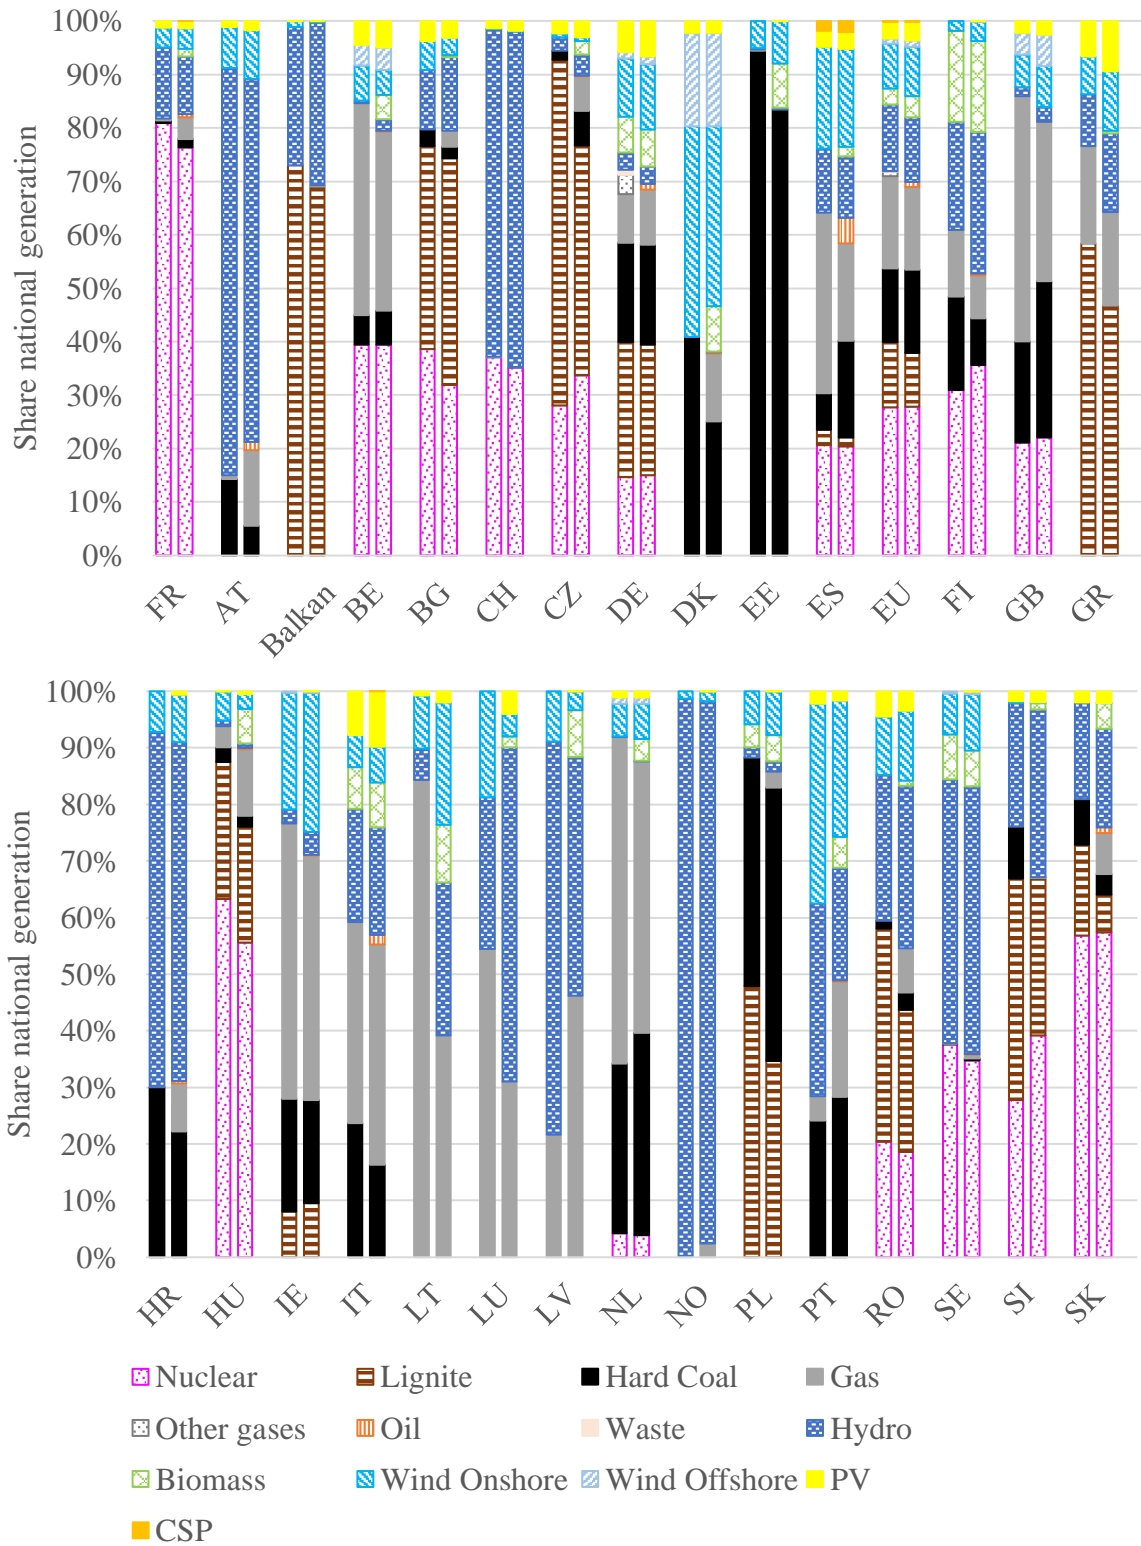 100%
90%
80%
70%
60%
50%
40%
30%
20%
10%
0%
Share national generation
FR AT Balkan BE BG CH CZ DE DK EE ES EU FI GB GR
100%
90%
80%
70%
60%
50%
40%
30%
20%
10%
0%
Share national generation
HR HU IE IT LT LU LV NL NO PL PT RO SE SI SK
Nuclear Lignite Hard Coal Gas
Other gases Oil Waste Hydro
Biomass Wind Onshore Wind Offshore PV
CSP